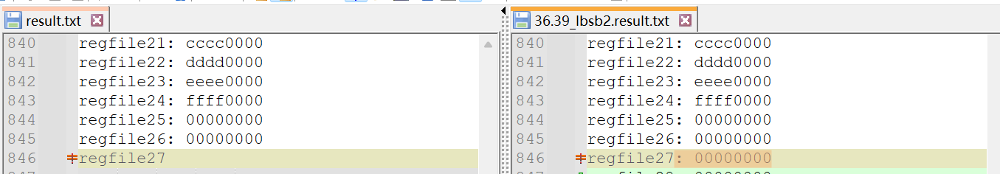 result.txt
840 regfile21: cccc0000
841 regfile22: dddd0000
842 regfile23: eeee0000
843 regfile24: ffff0000
844 regfile25: 00000000
845 regfile26: 00000000
846 regfile27
36.39_lbsb2.result.txt
840 regfile21: cccc0000
841 regfile22: dddd0000
842 regfile23: eeee0000
843 regfile24: ffff0000
844 regfile25: 00000000
845 regfile26: 00000000
846 regfile27: 00000000